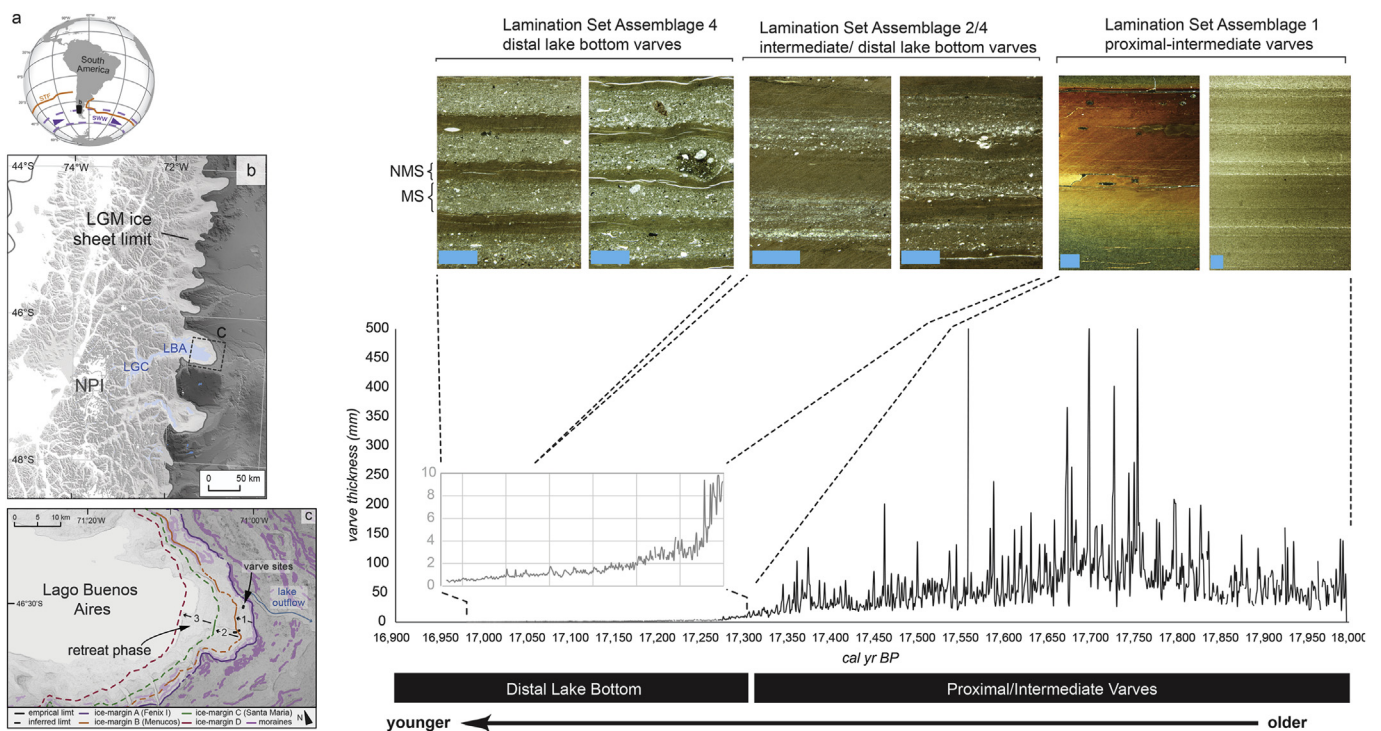 a
South
America
STF
b
SWW
44°S
74°W
72°W
b
LGM ice
sheet limit
46°S
C
LBA
LGC
NPI
48°S
0 50 km
0 5 10 km
71°20'W
71°00'W
C
varve sites
Lago Buenos
Aires
lake
outflow
46°30'S
1
2
3
retreat phase
emprical limt
ice-margin A (Fenix I)
ice-margin C (Santa Maria)
inferred limt
ice-margin B (Menucos)
ice-margin D
moraines
N
Lamination Set Assemblage 4
distal lake bottom varves
Lamination Set Assemblage 2/4
intermediate/ distal lake bottom varves
Lamination Set Assemblage 1
proximal-intermediate varves
NMS
MS
varve thickness (mm)
500
450
400
350
300
250
200
150
100
50
0
10
8
6
4
2
0
16,900 16,950 17,000 17,050 17,100 17,150 17,200 17,250 17,300 17,350 17,400 17,450 17,500 17,550 17,600 17,650 17,700 17,750 17,800 17,850 17,900 17,950 18,000
cal yr BP
Distal Lake Bottom
Proximal/Intermediate Varves
younger
older